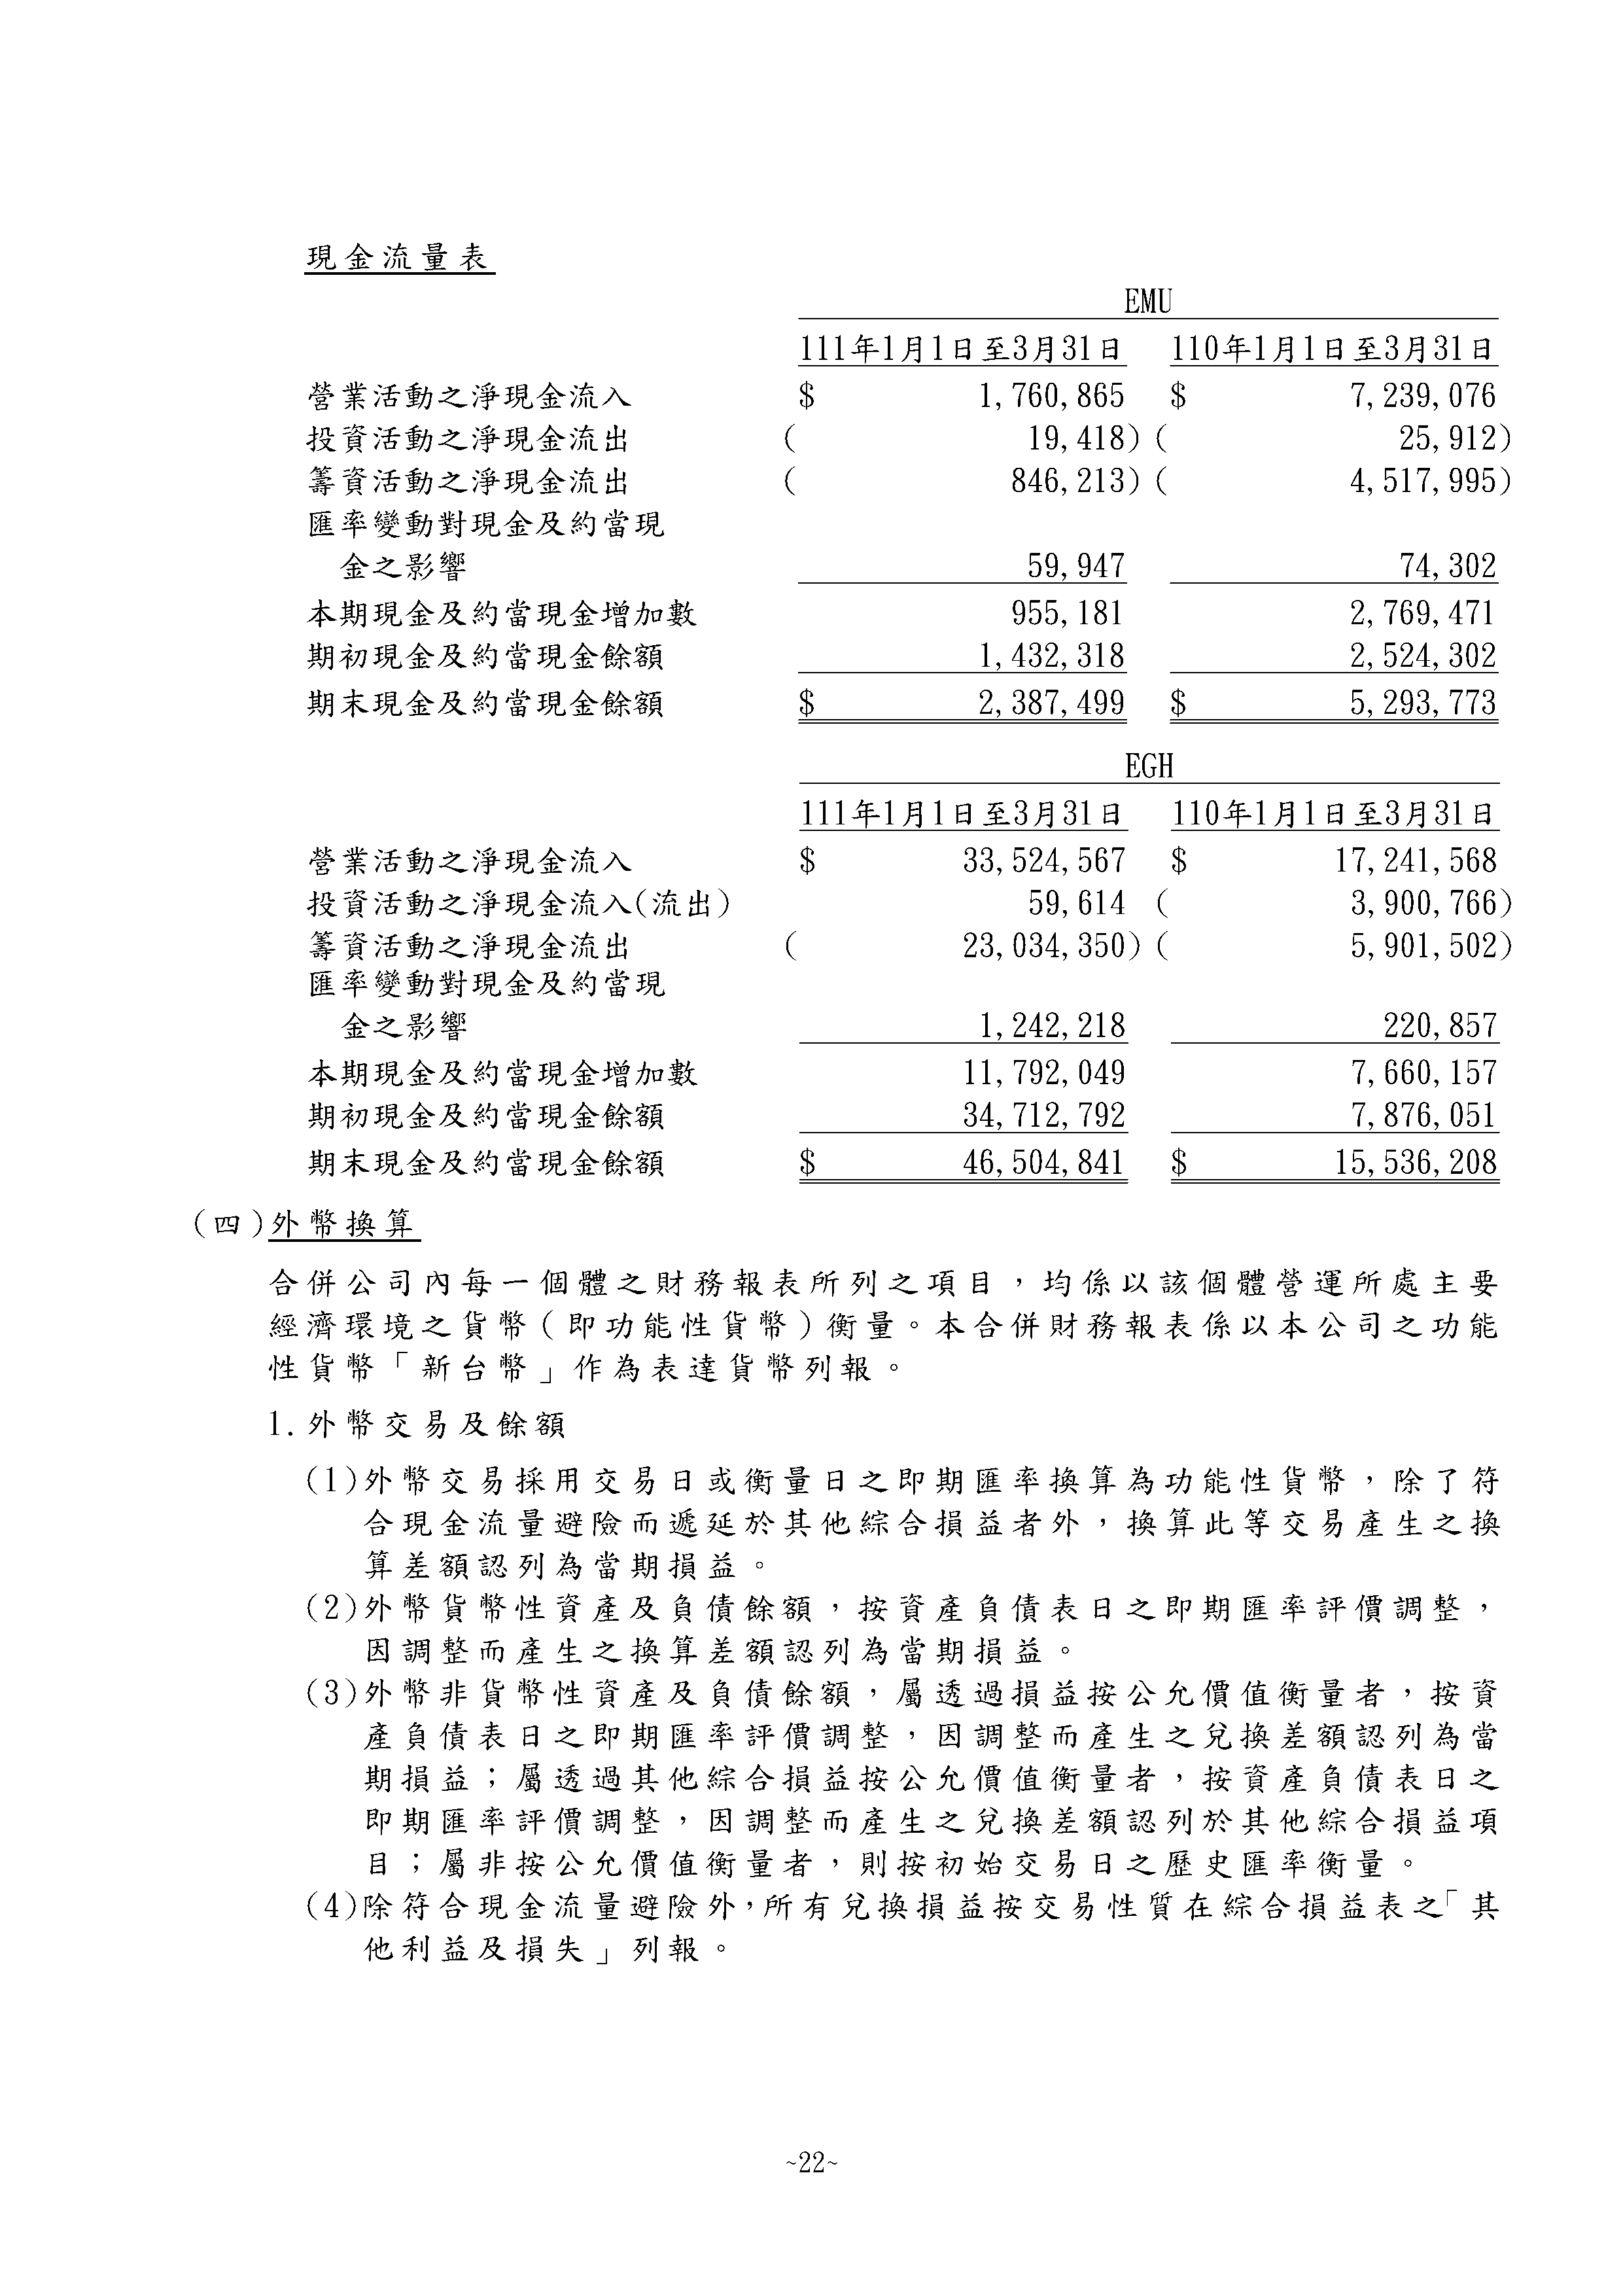 現金流量表
EMU
111年1月1日至3月31日 110年1月1日至3月31日
營業活動之淨現金流入 $ 1,760,865 $ 7,239,076
投資活動之淨現金流出 ( 19,418) ( 25,912)
籌資活動之淨現金流出 ( 846,213) ( 4,517,995)
匯率變動對現金及約當現
金之影響 59,947 74,302
本期現金及約當現金增加數 955,181 2,769,471
期初現金及約當現金餘額 1,432,318 2,524,302
期末現金及約當現金餘額 $ 2,387,499 $ 5,293,773
EGH
111年1月1日至3月31日 110年1月1日至3月31日
營業活動之淨現金流入 $ 33,524,567 $ 17,241,568
投資活動之淨現金流入(流出) 59,614 ( 3,900,766)
籌資活動之淨現金流出 ( 23,034,350) ( 5,901,502)
匯率變動對現金及約當現
金之影響 1,242,218 220,857
本期現金及約當現金增加數 11,792,049 7,660,157
期初現金及約當現金餘額 34,712,792 7,876,051
期末現金及約當現金餘額 $ 46,504,841 $ 15,536,208
(四)外幣換算
合併公司內每一個體之財務報表所列之項目，均係以該個體營運所處主要
經濟環境之貨幣(即功能性貨幣)衡量。本合併財務報表係以本公司之功能
性貨幣「新台幣」作為表達貨幣列報。
1.外幣交易及餘額
(1)外幣交易採用交易日或衡量日之即期匯率換算為功能性貨幣，除了符
合現金流量避險而遞延於其他綜合損益者外，換算此等交易產生之換
算差額認列為當期損益。
(2)外幣貨幣性資產及負債餘額，按資產負債表日之即期匯率評價調整，
因調整而產生之換算差額認列為當期損益。
(3)外幣非貨幣性資產及負債餘額，屬透過損益按公允價值衡量者，按資
產負債表日之即期匯率評價調整，因調整而產生之兌換差額認列為當
期損益；屬透過其他綜合損益按公允價值衡量者，按資產負債表日之
即期匯率評價調整，因調整而產生之兌換差額認列於其他綜合損益項
目；屬非按公允價值衡量者，則按初始交易日之歷史匯率衡量。
(4)除符合現金流量避險外，所有兌換損益按交易性質在綜合損益表之「其
他利益及損失」列報。
~22~